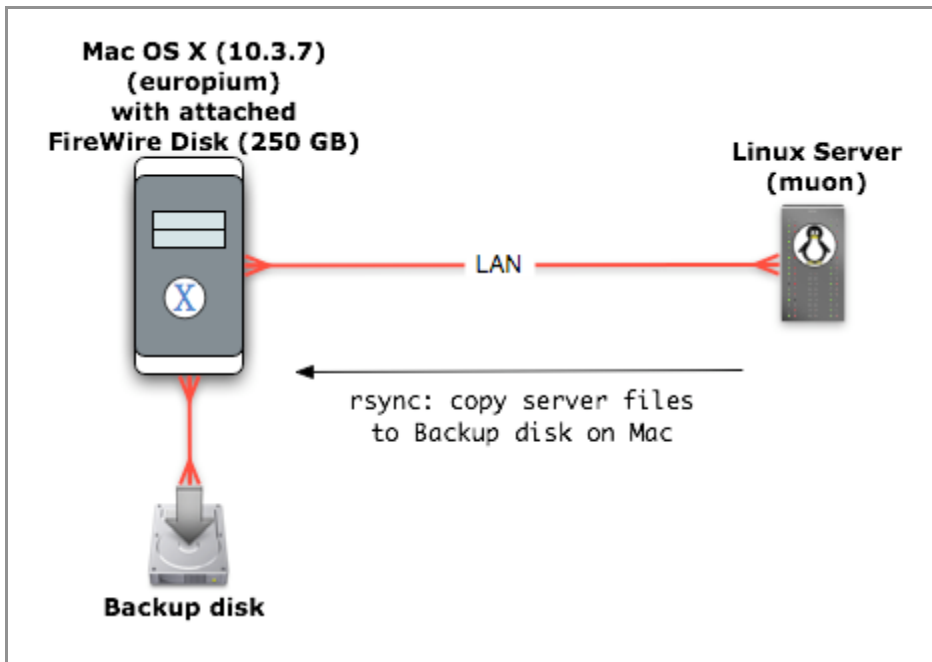 Mac OS X (10.3.7)
(europium)
with attached
FireWire Disk (250 GB)
Linux Server
(muon)
LAN
X
rsync: copy server files
to Backup disk on Mac
Backup disk